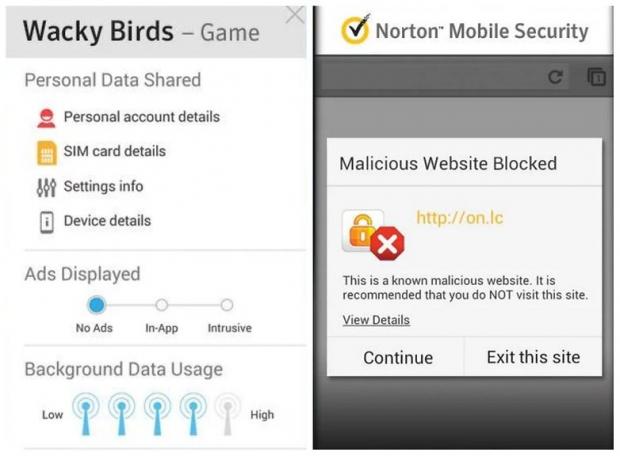 Wacky Birds – Game
Personal Data Shared
Personal account details
SIM card details
Settings info
Device details
Ads Displayed
No Ads In-App Intrusive
Background Data Usage
Low High
Norton™ Mobile Security
1
Malicious Website Blocked
http://on.lc
This is a known malicious website. It is
recommended that you do NOT visit this site.
View Details
Continue Exit this site